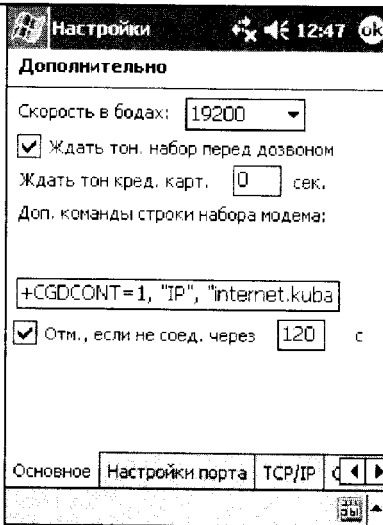 Настройки 12:47 ok
Дополнительно
Скорость в бодах: 19200
Ждать тон. набор перед дозвоном
Ждать тон кред. карт. 0 сек.
Доп. команды строки набора модема:
+CGDCONT=1, "IP", "internet.kuba
Отм., если не соед. через 120 с
Основное Настройки порта TCP/IP